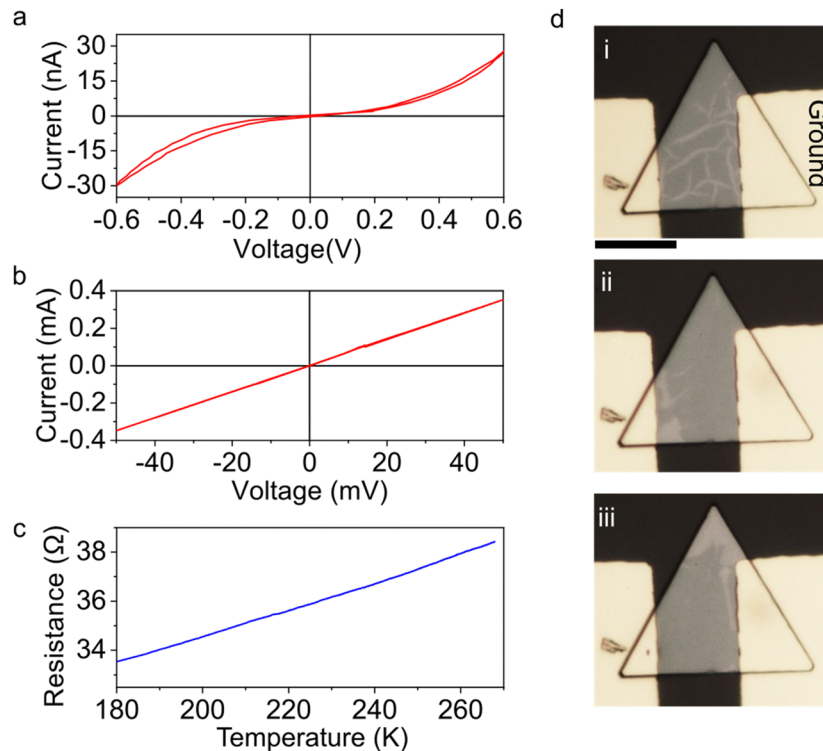 a
30
15
0
-15
-30
Current (nA)
-0.6 -0.4 -0.2 0.0 0.2 0.4 0.6
Voltage(V)
b
0.4
0.2
0.0
-0.2
-0.4
Current (mA)
-40 -20 0 20 40
Voltage (mV)
c
38
36
34
Resistance (Ω)
180 200 220 240 260
Temperature (K)
d
i
Ground
ii
iii